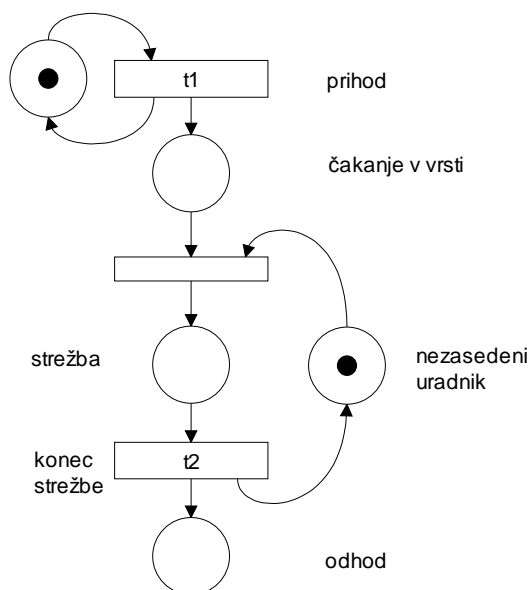 t1
prihod
čakanje v vrsti
strežba
nezasedeni
uradnik
konec
strežbe
t2
odhod